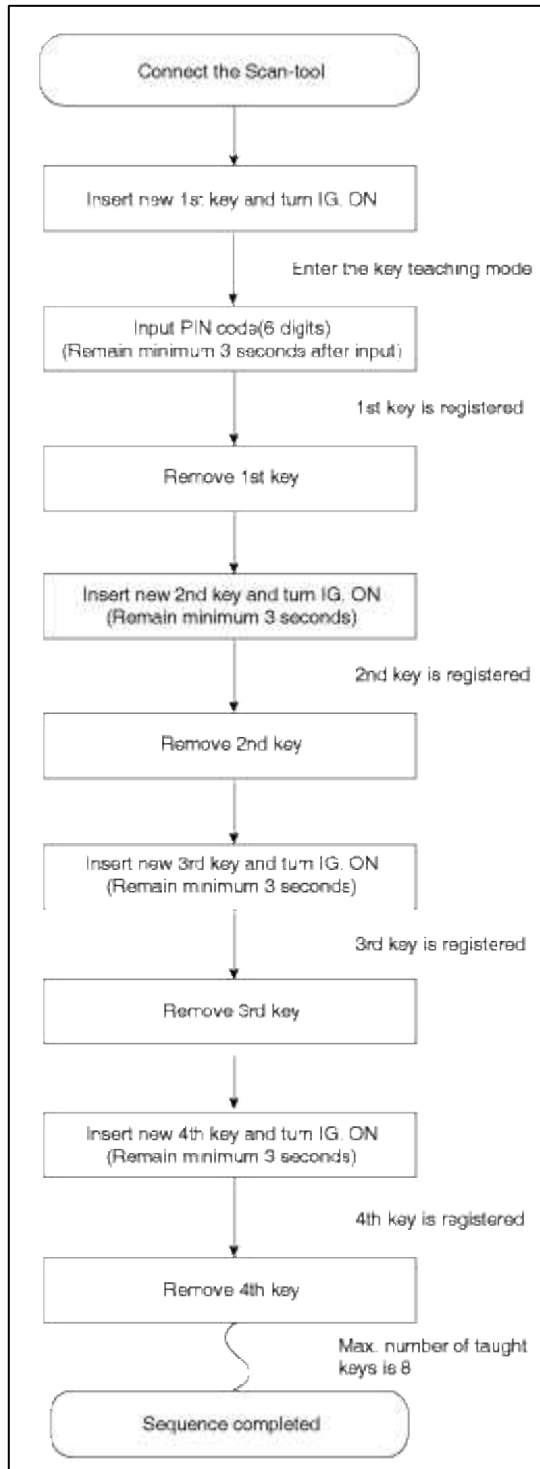 Connect the Scan-tool
Insert new 1st key and turn IG. ON
Enter the key teaching mode
Input PIN code(6 digits)
(Remain minimum 3 seconds after input)
1st key is registered
Remove 1st key
Insert new 2nd key and turn IG. ON
(Remain minimum 3 seconds)
2nd key is registered
Remove 2nd key
Insert new 3rd key and turn IG. ON
(Remain minimum 3 seconds)
3rd key is registered
Remove 3rd key
Insert new 4th key and turn IG. ON
(Remain minimum 3 seconds)
4th key is registered
Remove 4th key
Max. number of taught
keys is 8
Sequence completed